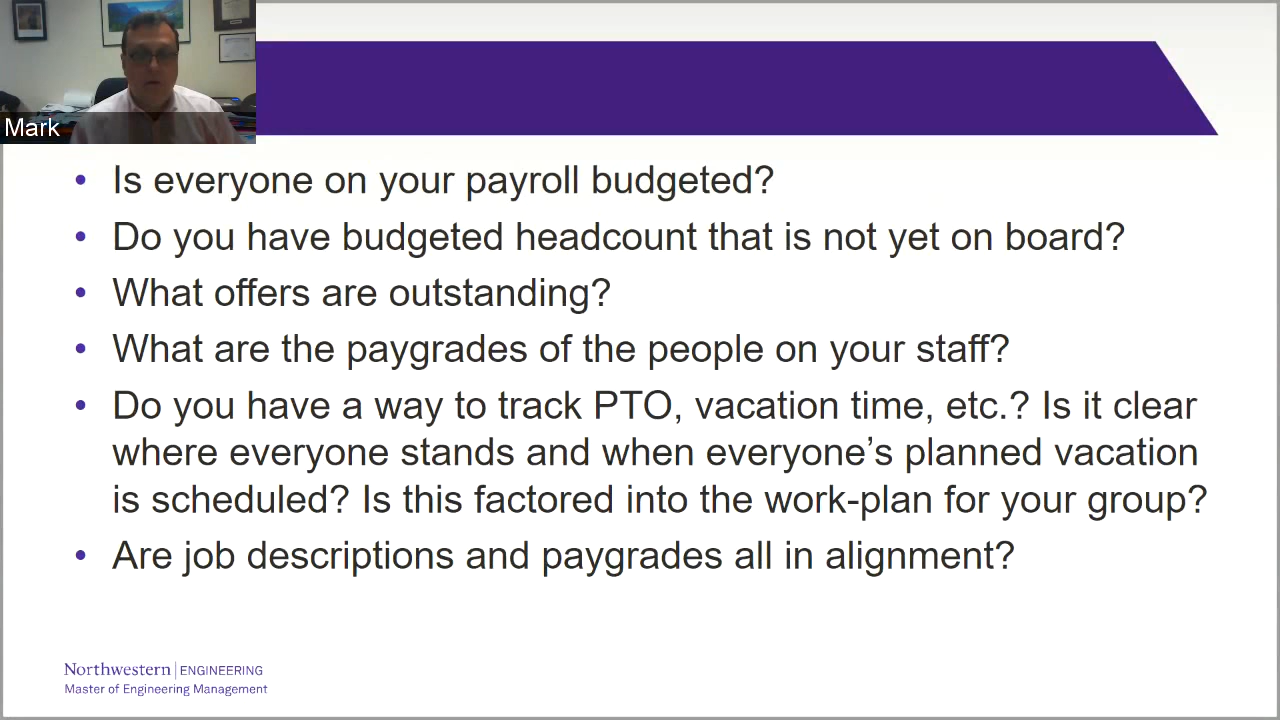 Mark
• Is everyone on your payroll budgeted?
• Do you have budgeted headcount that is not yet on board?
• What offers are outstanding?
• What are the paygrades of the people on your staff?
• Do you have a way to track PTO, vacation time, etc.? Is it clear
where everyone stands and when everyone’s planned vacation
is scheduled? Is this factored into the work-plan for your group?
• Are job descriptions and paygrades all in alignment?
Northwestern | ENGINEERING
Master of Engineering Management